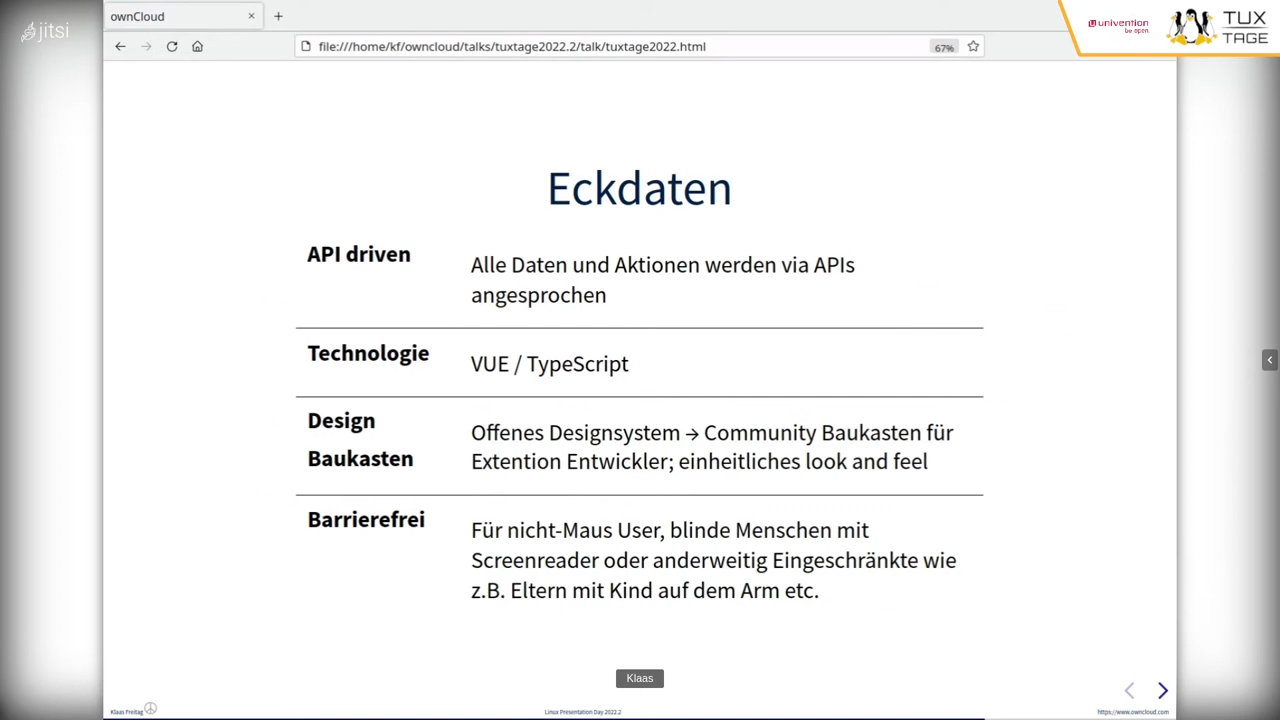 jitsi
ownCloud
univention
be open.
TUX
TAGE
file:///home/kf/owncloud/talks/tuxtage2022.2/talk/tuxtage2022.html
67%
Eckdaten
API driven
Alle Daten und Aktionen werden via APIs
angesprochen
Technologie
VUE / TypeScript
Design
Baukasten
Offenes Designsystem → Community Baukasten für
Extention Entwickler; einheitliches look and feel
Barrierefrei
Für nicht-Maus User, blinde Menschen mit
Screenreader oder anderweitig Eingeschränkte wie
z.B. Eltern mit Kind auf dem Arm etc.
Klaas
Klaas Freitag
Linux Presentation Day 2022.2
https://www.owncloud.com